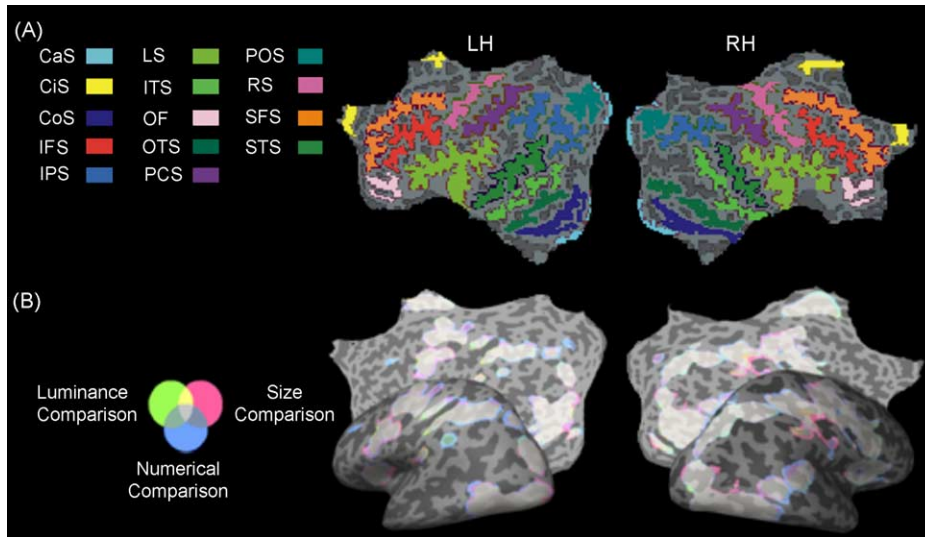 (A)
LH
RH
CaS
LS
POS
CiS
ITS
RS
CoS
OF
SFS
IFS
OTS
STS
IPS
PCS
(B)
Luminance
Comparison
Size
Comparison
Numerical
Comparison